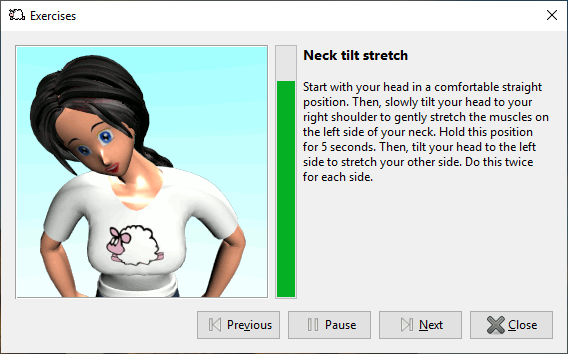 Exercises
Neck tilt stretch
Start with your head in a comfortable straight
position. Then, slowly tilt your head to your
right shoulder to gently stretch the muscles on
the left side of your neck. Hold this position
for 5 seconds. Then, tilt your head to the left
side to stretch your other side. Do this twice
for each side.
Previous
Pause
Next
Close